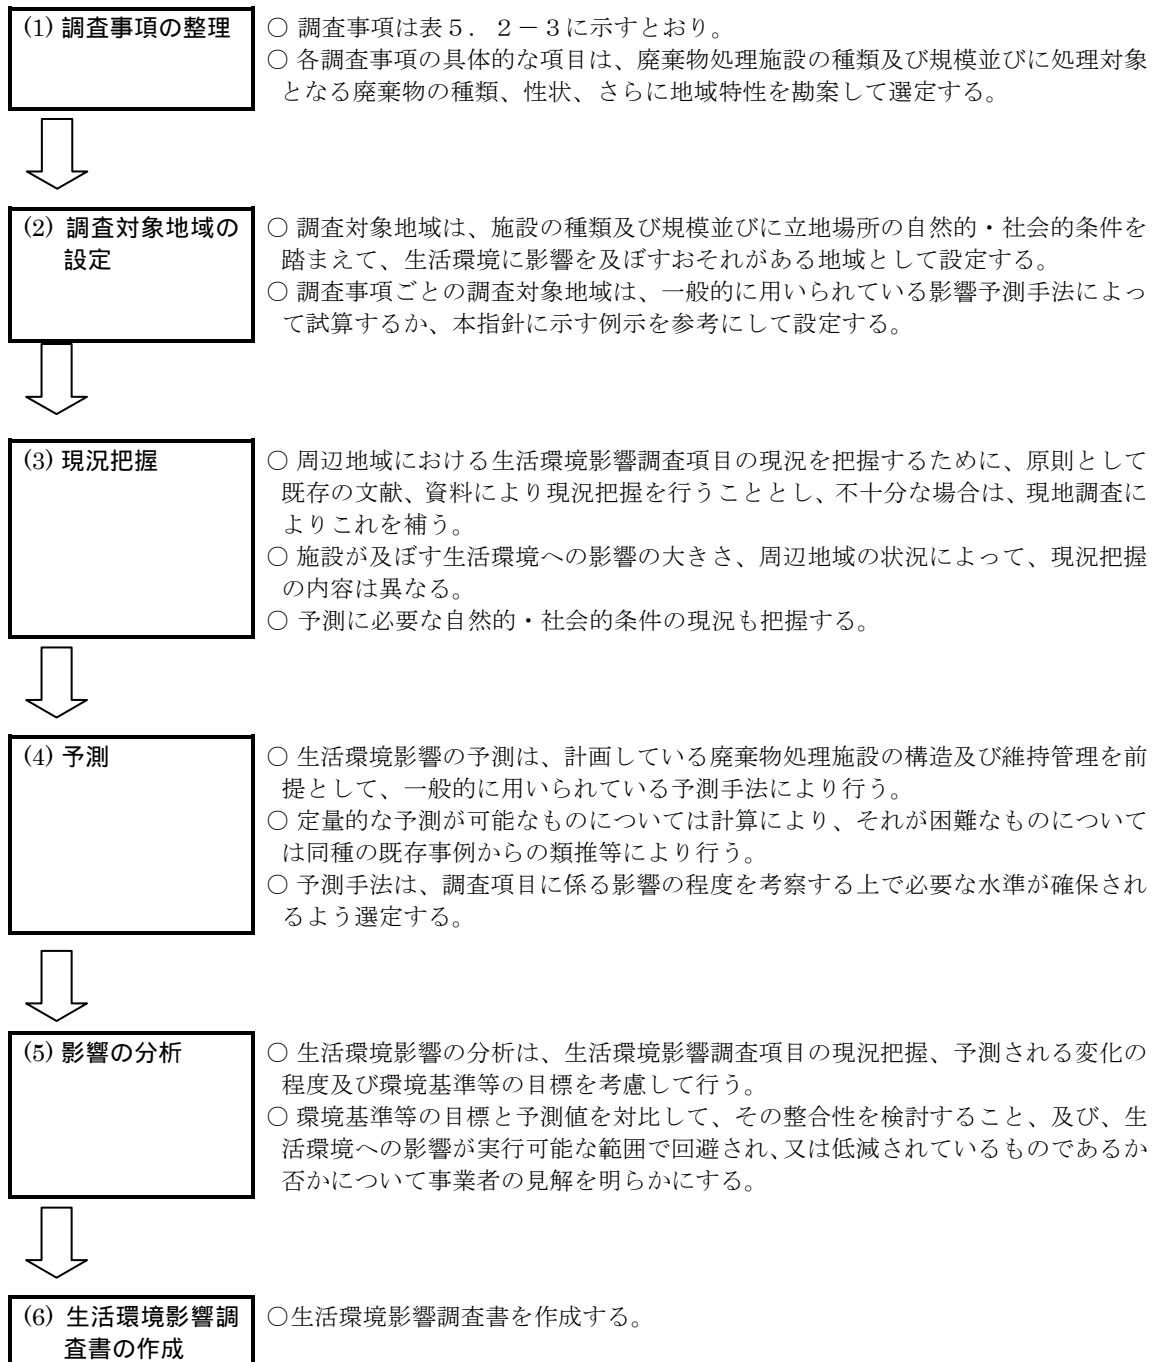 (1) 調査事項の整理
○ 調査事項は表５．２－３に示すとおり。
○ 各調査事項の具体的な項目は、廃棄物処理施設の種類及び規模並びに処理対象
となる廃棄物の種類、性状、さらに地域特性を勘案して選定する。
(2) 調査対象地域の
設定
○ 調査対象地域は、施設の種類及び規模並びに立地場所の自然的・社会的条件を
踏まえて、生活環境に影響を及ぼすおそれがある地域として設定する。
○ 調査事項ごとの調査対象地域は、一般的に用いられている影響予測手法によっ
て試算するか、本指針に示す例示を参考にして設定する。
(3) 現況把握
○ 周辺地域における生活環境影響調査項目の現況を把握するために、原則として
既存の文献、資料により現況把握を行うこととし、不十分な場合は、現地調査に
よりこれを補う。
○ 施設が及ぼす生活環境への影響の大きさ、周辺地域の状況によって、現況把握
の内容は異なる。
○ 予測に必要な自然的・社会的条件の現況も把握する。
(4) 予測
○ 生活環境影響の予測は、計画している廃棄物処理施設の構造及び維持管理を前
提として、一般的に用いられている予測手法により行う。
○ 定量的な予測が可能なものについては計算により、それが困難なものについて
は同種の既存事例からの類推等により行う。
○ 予測手法は、調査項目に係る影響の程度を考察する上で必要な水準が確保され
るよう選定する。
(5) 影響の分析
○ 生活環境影響の分析は、生活環境影響調査項目の現況把握、予測される変化の
程度及び環境基準等の目標を考慮して行う。
○ 環境基準等の目標と予測値を対比して、その整合性を検討すること、及び、生
活環境への影響が実行可能な範囲で回避され、又は低減されているものであるか
否かについて事業者の見解を明らかにする。
(6) 生活環境影響調
査書の作成
○生活環境影響調査書を作成する。